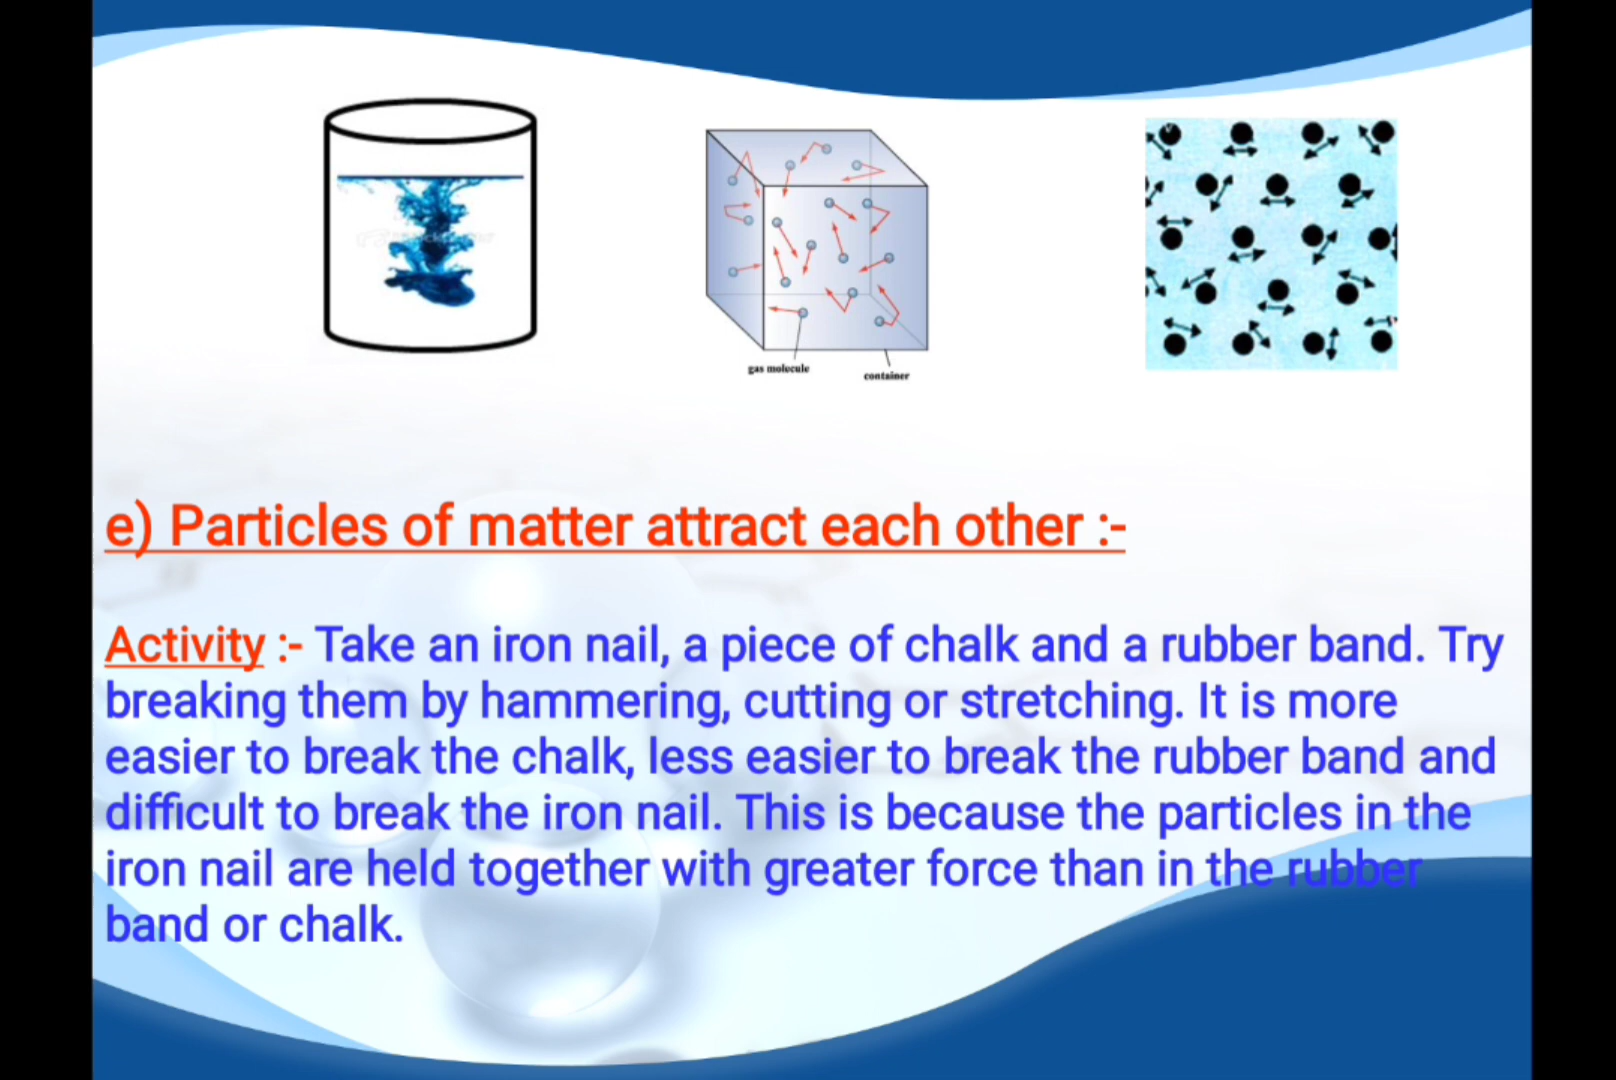 gas molecule
container
e) Particles of matter attract each other :-
Activity :- Take an iron nail, a piece of chalk and a rubber band. Try
breaking them by hammering, cutting or stretching. It is more
easier to break the chalk, less easier to break the rubber band and
difficult to break the iron nail. This is because the particles in the
iron nail are held together with greater force than in the rubber
band or chalk.